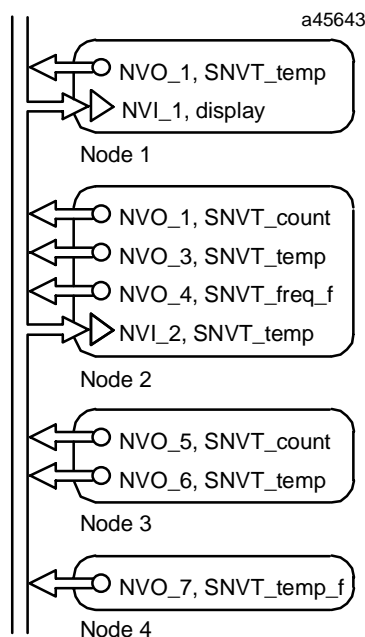 a45643
NVO_1, SNVT_temp
NVI_1, display
Node 1
NVO_1, SNVT_count
NVO_3, SNVT_temp
NVO_4, SNVT_freq_f
NVI_2, SNVT_temp
Node 2
NVO_5, SNVT_count
NVO_6, SNVT_temp
Node 3
NVO_7, SNVT_temp_f
Node 4